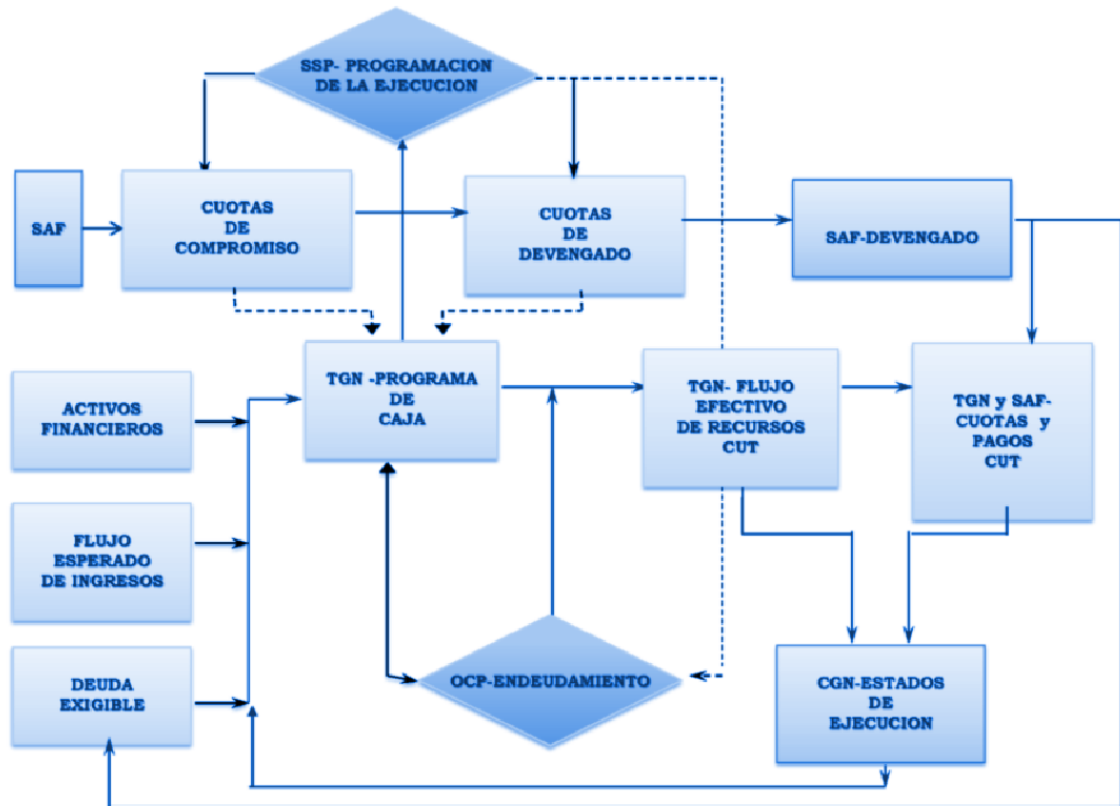 SSP- PROGRAMACION
DE LA EJECUCION
SAF
CUOTAS
DE
COMPROMISO
CUOTAS
DE
DEVENGADO
SAF-DEVENGADO
ACTIVOS
FINANCIEROS
TGN -PROGRAMA
DE
CAJA
TGN- FLUJO
EFECTIVO
DE RECURSOS
CUT
TGN y SAF-
CUOTAS y
PAGOS
CUT
FLUJO
ESPERADO
DE INGRESOS
DEUDA
EXIGIBLE
OCP-ENDEUDAMIENTO
CGN-ESTADOS
DE
EJECUCION